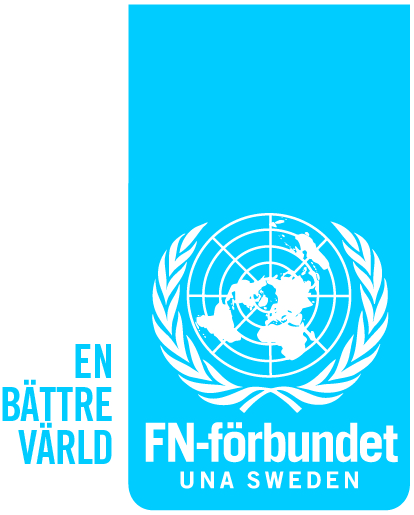 EN
BÄTTRE
VÄRLD
FN-förbundet
UNA SWEDEN